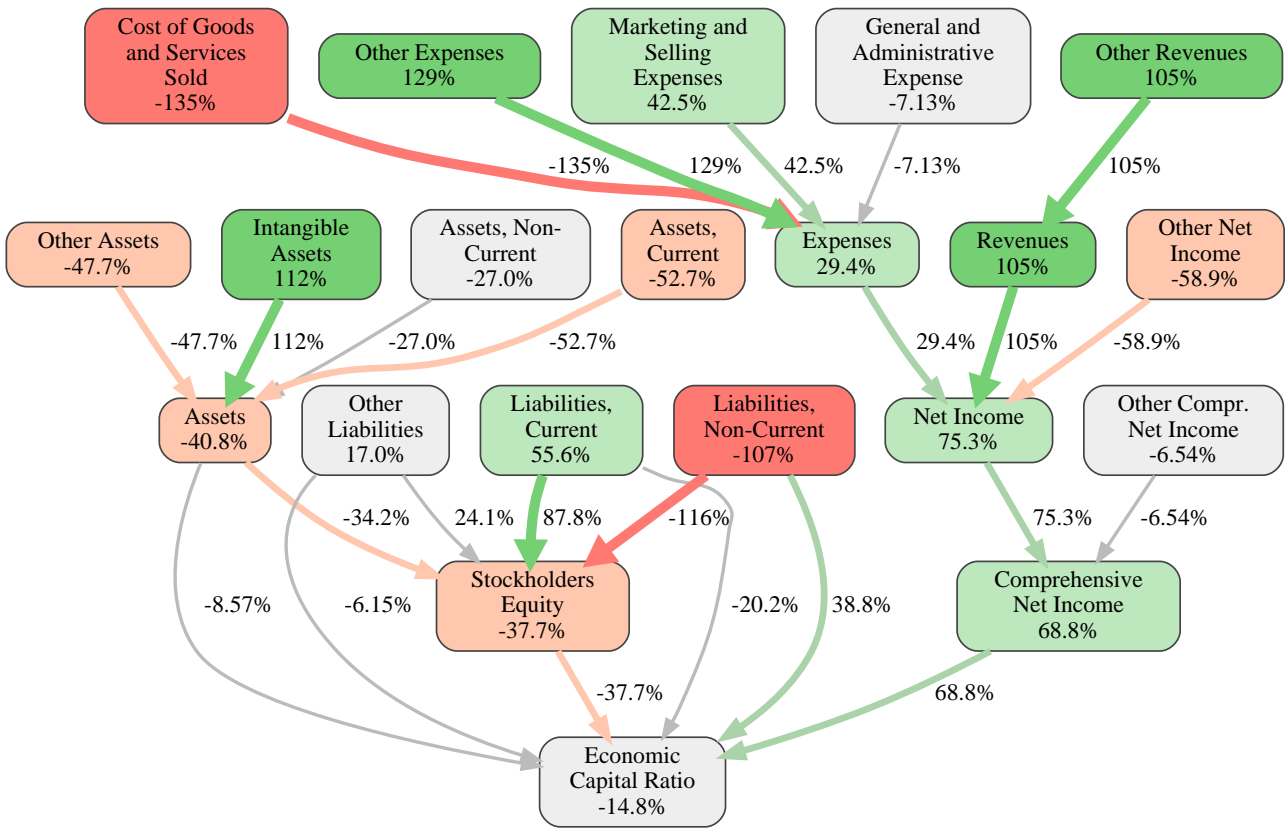 Cost of Goods
and Services
Sold
-135%
Other Expenses
129%
Marketing and
Selling
Expenses
42.5%
General and
Administrative
Expense
-7.13%
Other Revenues
105%
-135%
129%
42.5%
-7.13%
105%
Other Assets
-47.7%
Intangible
Assets
112%
Assets, Non-
Current
-27.0%
Assets,
Current
-52.7%
Expenses
29.4%
Revenues
105%
Other Net
Income
-58.9%
-47.7%
112%
-27.0%
-52.7%
29.4%
105%
-58.9%
Assets
-40.8%
Other
Liabilities
17.0%
Liabilities,
Current
55.6%
Liabilities,
Non-Current
-107%
Net Income
75.3%
Other Compr.
Net Income
-6.54%
-34.2%
24.1%
87.8%
-116%
75.3%
-6.54%
Stockholders
Equity
-37.7%
Comprehensive
Net Income
68.8%
-8.57%
-6.15%
-20.2%
38.8%
-37.7%
68.8%
Economic
Capital Ratio
-14.8%